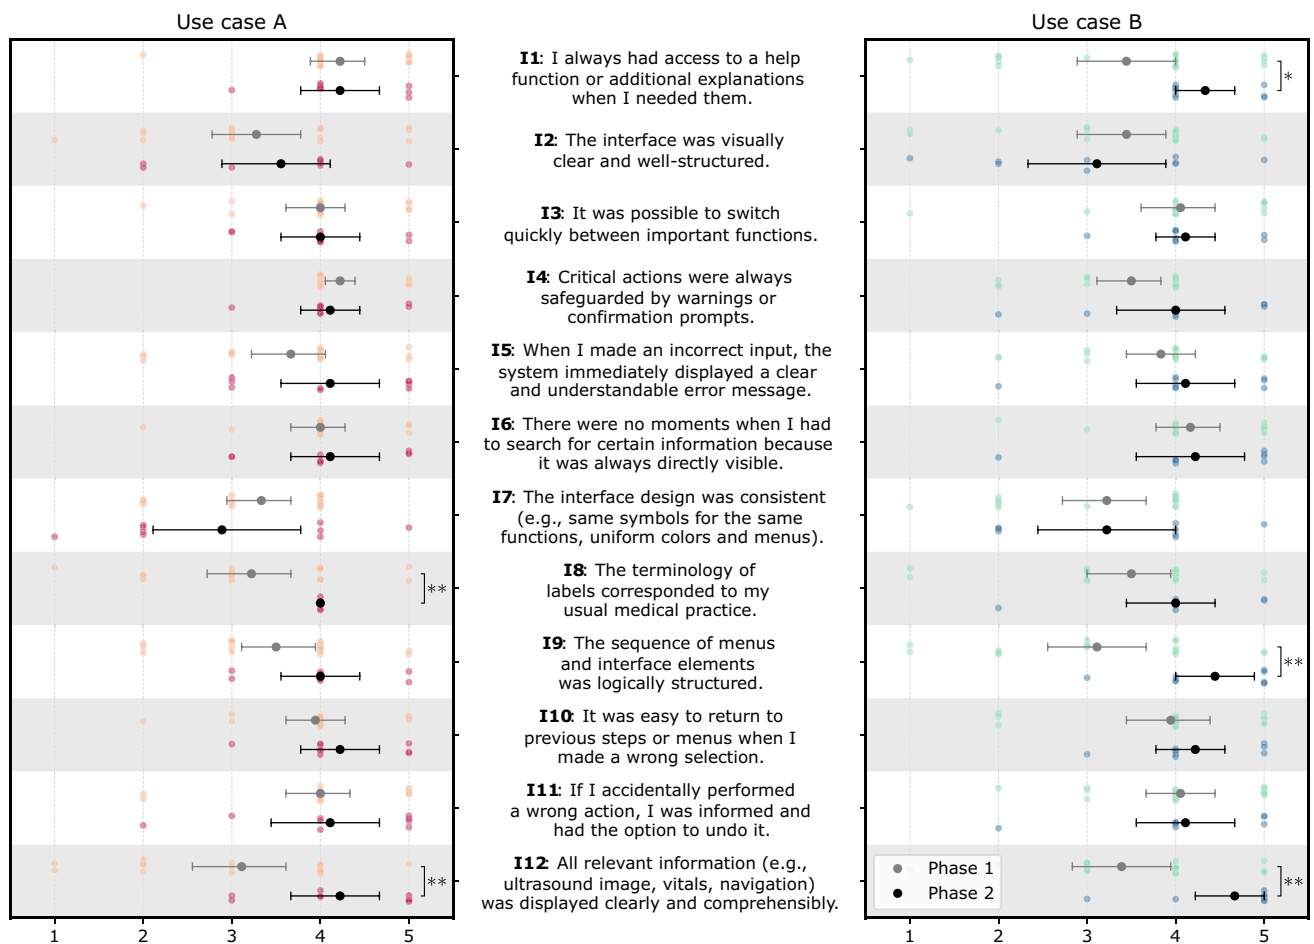 Use case A
Use case B
I1: I always had access to a help
function or additional explanations
when I needed them.
*
I2: The interface was visually
clear and well-structured.
I3: It was possible to switch
quickly between important functions.
I4: Critical actions were always
safeguarded by warnings or
confirmation prompts.
I5: When I made an incorrect input, the
system immediately displayed a clear
and understandable error message.
I6: There were no moments when I had
to search for certain information because
it was always directly visible.
I7: The interface design was consistent
(e.g., same symbols for the same
functions, uniform colors and menus).
**
I8: The terminology of
labels corresponded to my
usual medical practice.
I9: The sequence of menus
and interface elements
was logically structured.
**
I10: It was easy to return to
previous steps or menus when I
made a wrong selection.
I11: If I accidentally performed
a wrong action, I was informed and
had the option to undo it.
**
I12: All relevant information (e.g.,
ultrasound image, vitals, navigation)
was displayed clearly and comprehensibly.
Phase 1
Phase 2
**
1 2 3 4 5
1 2 3 4 5